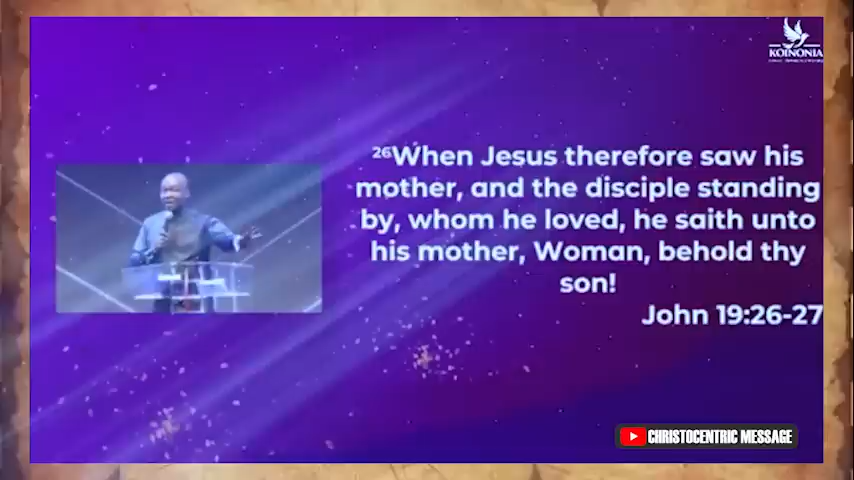 KOINONIA
²⁶When Jesus therefore saw his
mother, and the disciple standing
by, whom he loved, he saith unto
his mother, Woman, behold thy
son!
John 19:26-27
CHRISTOCENTRIC MESSAGE